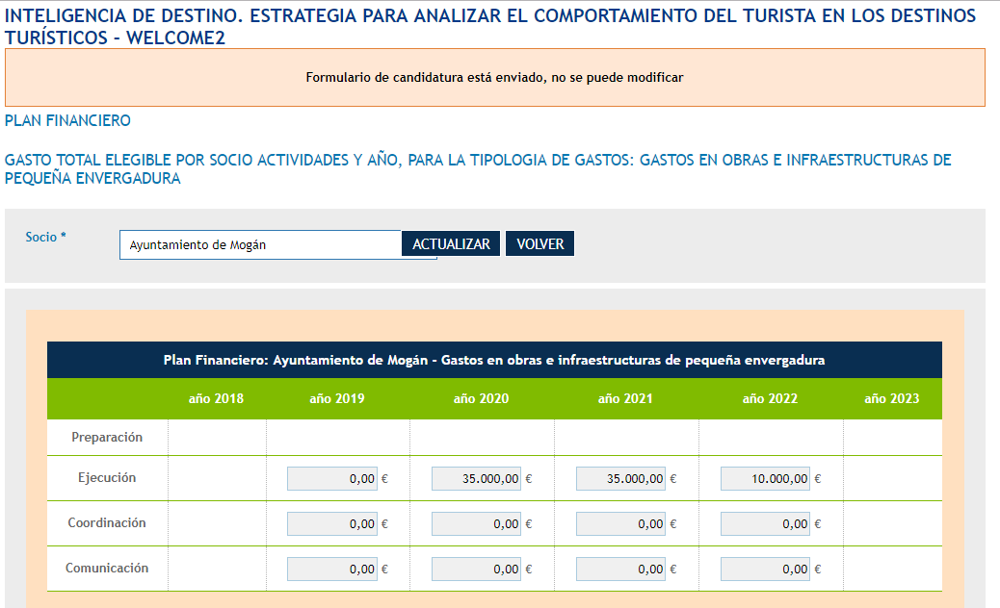 INTELIGENCIA DE DESTINO. ESTRATEGIA PARA ANALIZAR EL COMPORTAMIENTO DEL TURISTA EN LOS DESTINOS
TURÍSTICOS – WELCOME2
Formulario de candidatura está enviado, no se puede modificar
PLAN FINANCIERO
GASTO TOTAL ELEGIBLE POR SOCIO ACTIVIDADES Y AÑO, PARA LA TIPOLOGIA DE GASTOS: GASTOS EN OBRAS E INFRAESTRUCTURAS DE
PEQUEÑA ENVERGADURA
Socio * Ayuntamiento de Mogán ACTUALIZAR VOLVER
Plan Financiero: Ayuntamiento de Mogán - Gastos en obras e infraestructuras de pequeña envergadura
año 2018 año 2019 año 2020 año 2021 año 2022 año 2023
Preparación
Ejecución 0,00 € 35.000,00 € 35.000,00 € 10.000,00 €
Coordinación 0,00 € 0,00 € 0,00 € 0,00 €
Comunicación 0,00 € 0,00 € 0,00 € 0,00 €